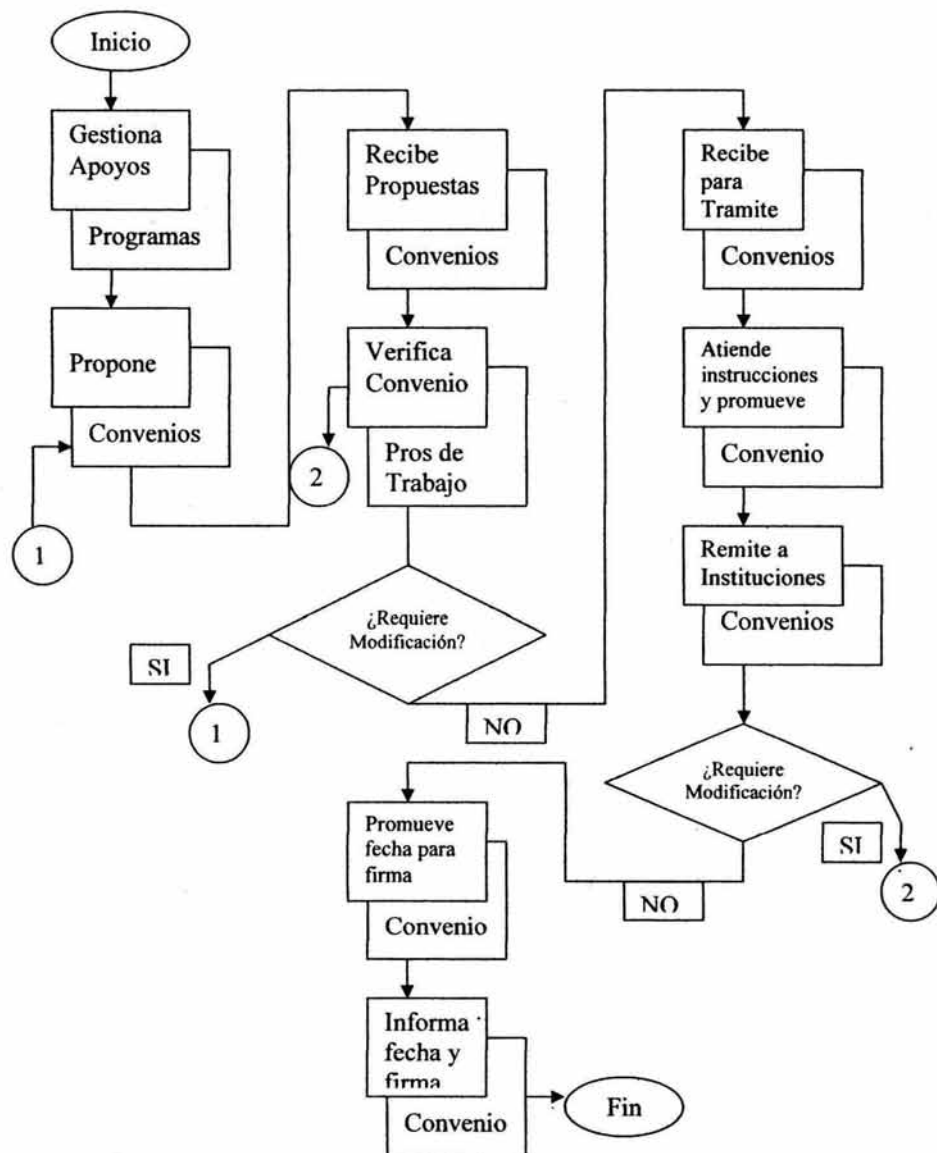 Inicio
Gestiona
Apoyos
Programas
Propone
Convenios
1
Recibe
Propuestas
Convenios
Verifica
Convenio
2
Pros de
Trabajo
¿Requiere
Modificación?
SI
1
NO
Recibe
para
Tramite
Convenios
Atiende
instrucciones
y promueve
Convenio
Remite a
Instituciones
Convenios
¿Requiere
Modificación?
SI
2
NO
Promueve
fecha para
firma
Convenio
Informa
fecha y
firma
Convenio
Fin